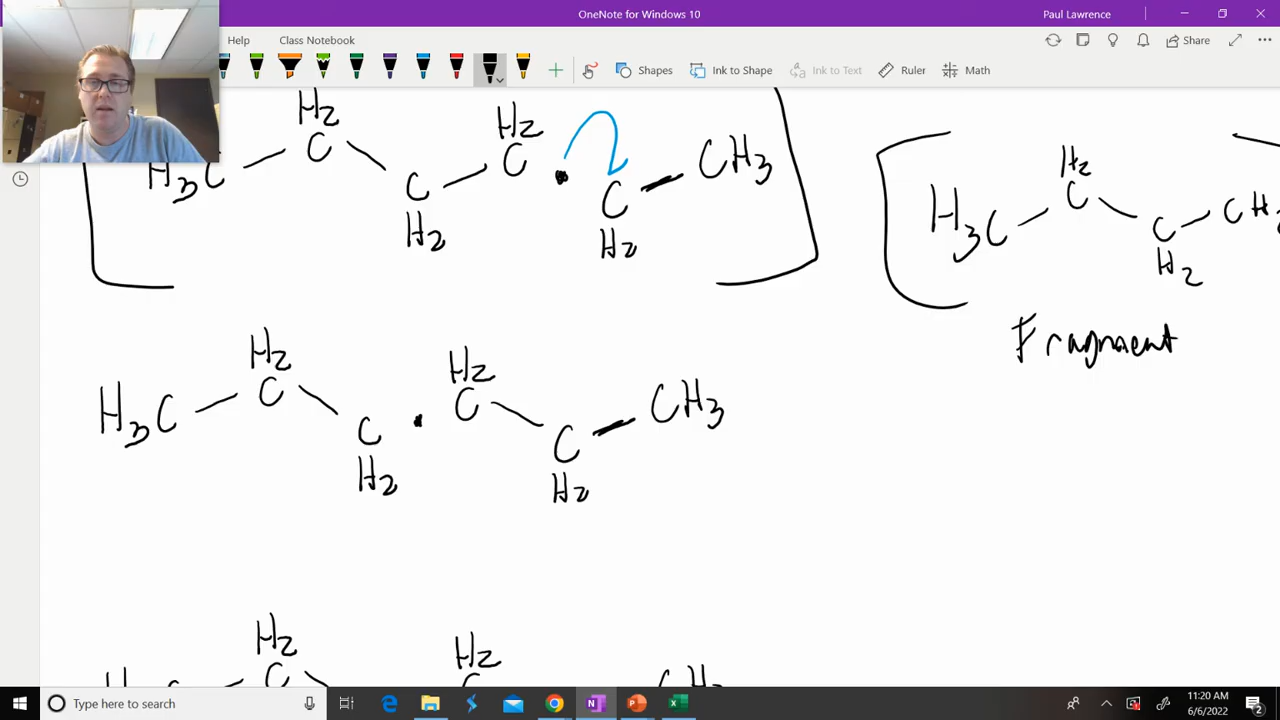 OneNote for Windows 10
Paul Lawrence
Help
Class Notebook
Shapes
Ink to Shape
Ink to Text
Ruler
Math
Share
H2
H2
H3C
C
C
C
C
CH3
H2
H2
H2
H3C
C
C
CH2
H2
Fragment
H2
H2
H3C
C
C
C
C
CH3
H2
H2
H2
H2
C
Type here to search
11:20 AM
6/6/2022
2